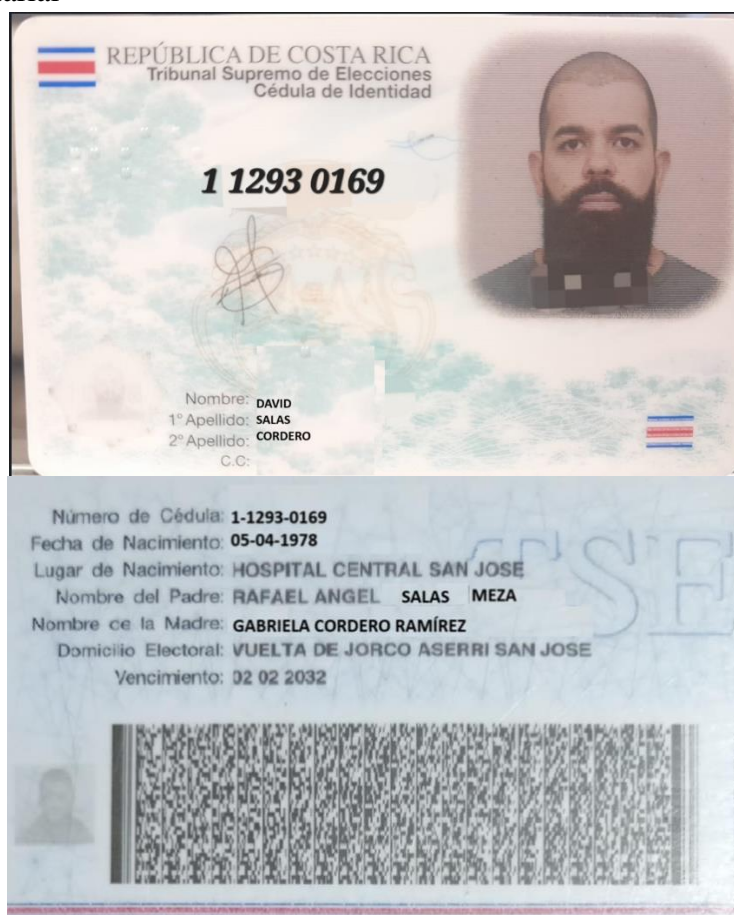 REPÚBLICA DE COSTA RICA
Tribunal Supremo de Elecciones
Cédula de Identidad
1 1293 0169
Nombre: DAVID
1° Apellido: SALAS
2° Apellido: CORDERO
C.C:
Número de Cédula: 1-1293-0169
Fecha de Nacimiento: 05-04-1978
Lugar de Nacimiento: HOSPITAL CENTRAL SAN JOSE
Nombre del Padre: RAFAEL ANGEL SALAS MEZA
Nombre de la Madre: GABRIELA CORDERO RAMÍREZ
Domicilio Electoral: VUELTA DE JORCO ASERRI SAN JOSE
Vencimiento: 02 02 2032
TSE